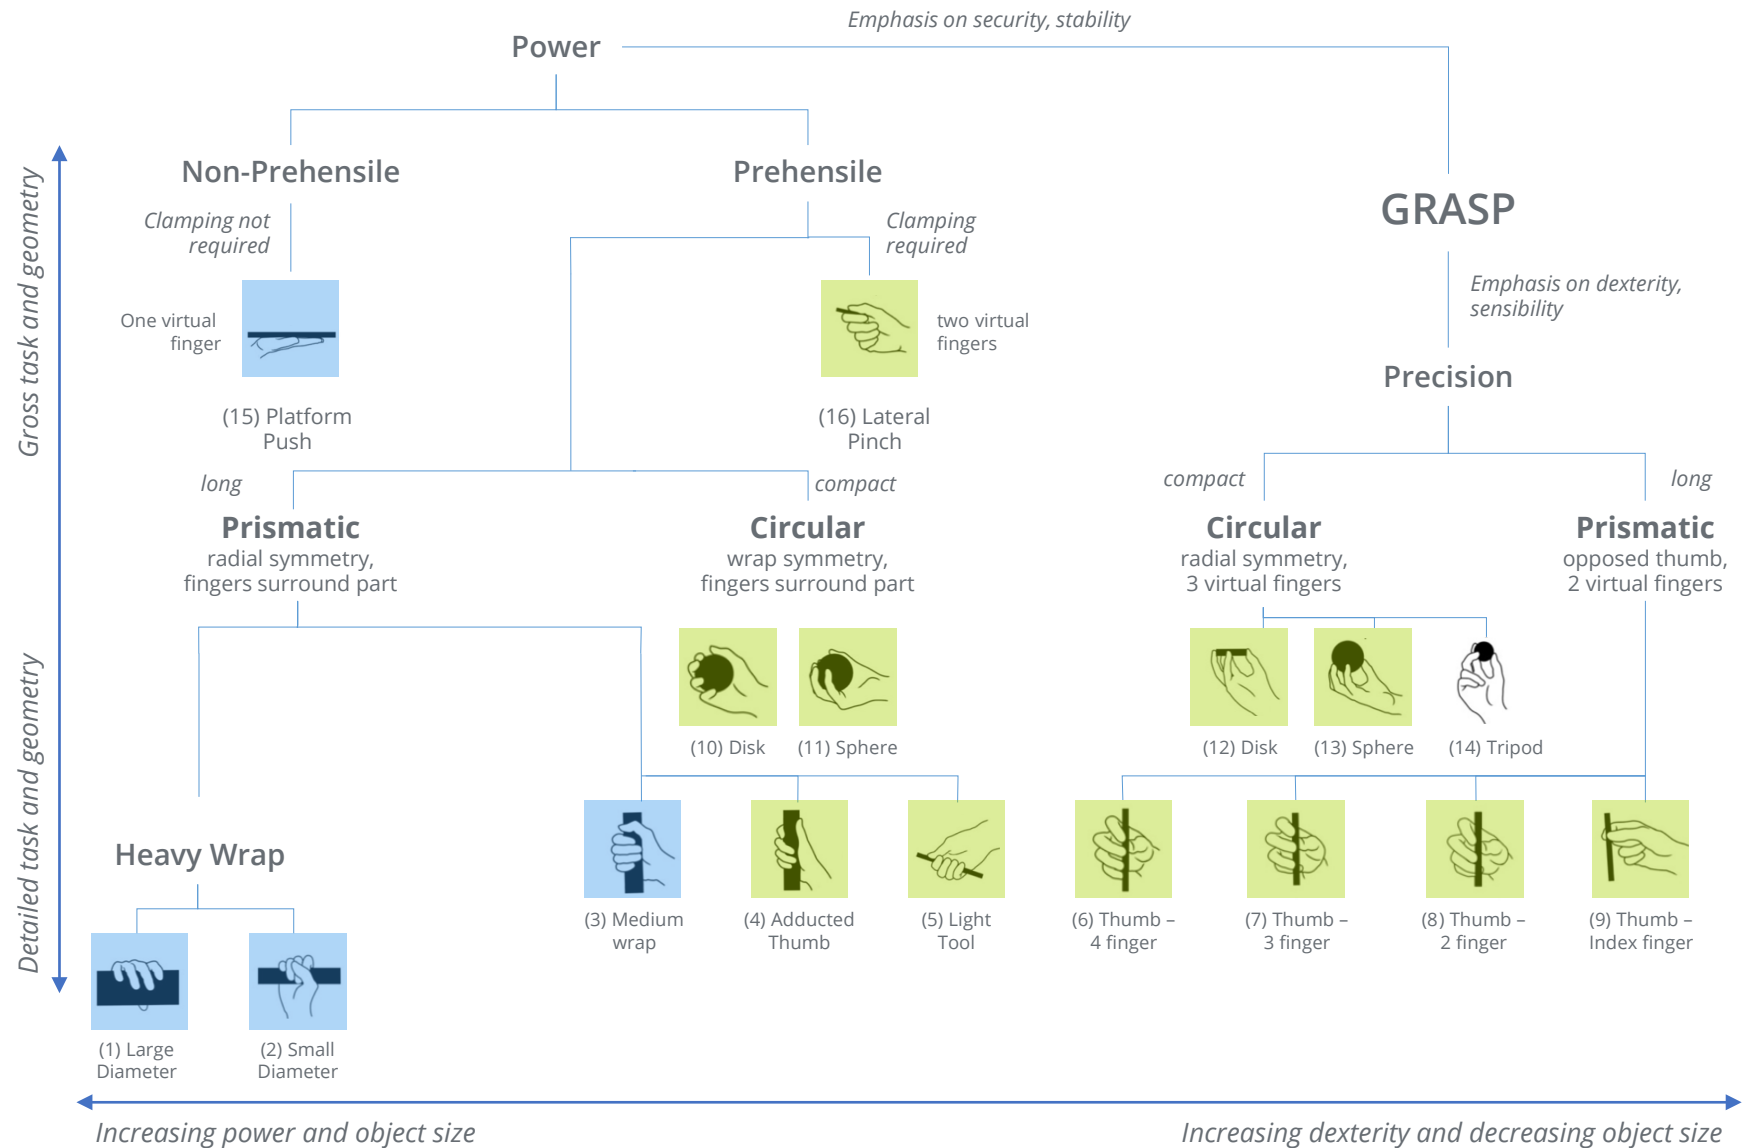 Emphasis on security, stability
Power
Non-Prehensile
Prehensile
GRASP
Clamping not
required
Clamping
required
Emphasis on dexterity,
sensibility
One virtual
finger
two virtual
fingers
Precision
(15) Platform
Push
(16) Lateral
Pinch
Gross task and geometry
long
compact
compact
long
Prismatic
radial symmetry,
fingers surround part
Circular
wrap symmetry,
fingers surround part
Circular
radial symmetry,
3 virtual fingers
Prismatic
opposed thumb,
2 virtual fingers
(10) Disk
(11) Sphere
(12) Disk
(13) Sphere
(14) Tripod
Detailed task and geometry
Heavy Wrap
(3) Medium
wrap
(4) Adducted
Thumb
(5) Light
Tool
(6) Thumb –
4 finger
(7) Thumb –
3 finger
(8) Thumb –
2 finger
(9) Thumb –
Index finger
(1) Large
Diameter
(2) Small
Diameter
Increasing power and object size
Increasing dexterity and decreasing object size